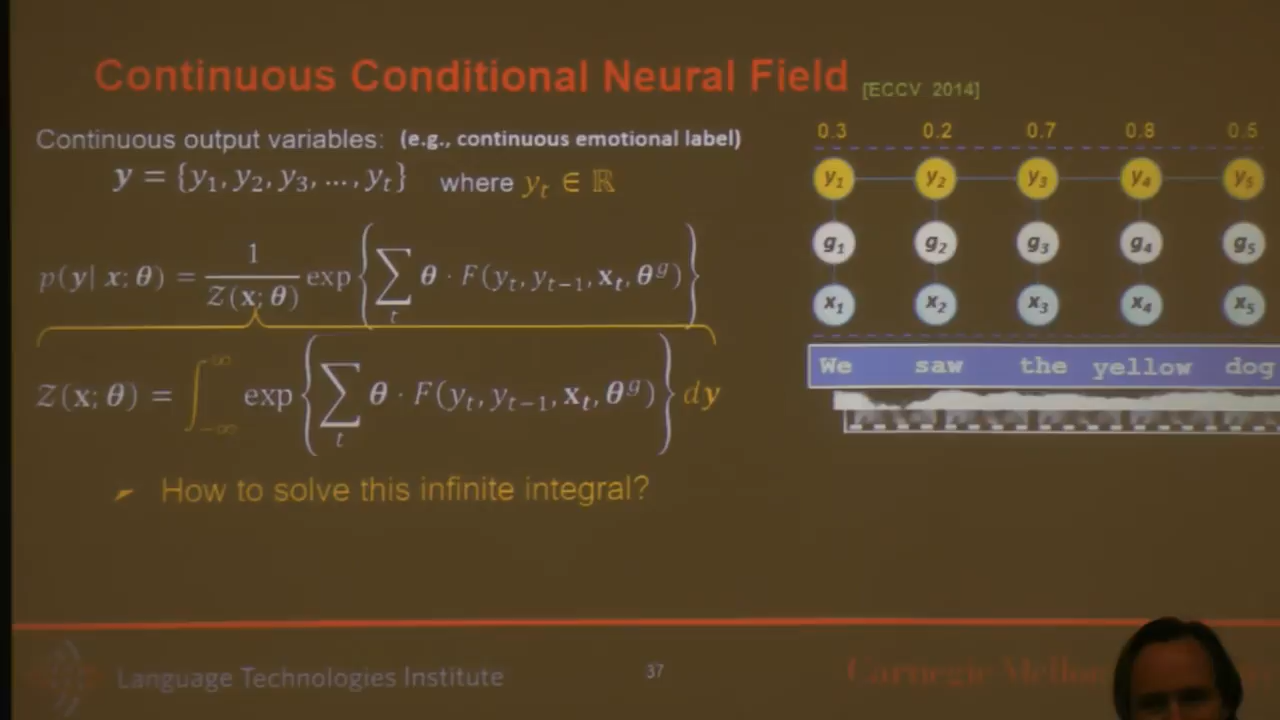 Continuous Conditional Neural Field [ECCV 2014]
Continuous output variables: (e.g., continuous emotional label)
y = {y₁, y₂, y₃, ..., yₜ} where yₜ ∈ ℝ
p(y| x; θ) = 1 / Z(x; θ) exp { ∑ₜ θ · F(yₜ, yₜ₋₁, xₜ, θᵍ) }
Z(x; θ) = ∫_{-∞}^{∞} exp { ∑ₜ θ · F(yₜ, yₜ₋₁, xₜ, θᵍ) } dy
➢ How to solve this infinite integral?
0.3 0.2 0.7 0.8 0.5
y₁ y₂ y₃ y₄ y₅
g₁ g₂ g₃ g₄ g₅
x₁ x₂ x₃ x₄ x₅
We saw the yellow dog
Language Technologies Institute
37
Carnegie Mellon